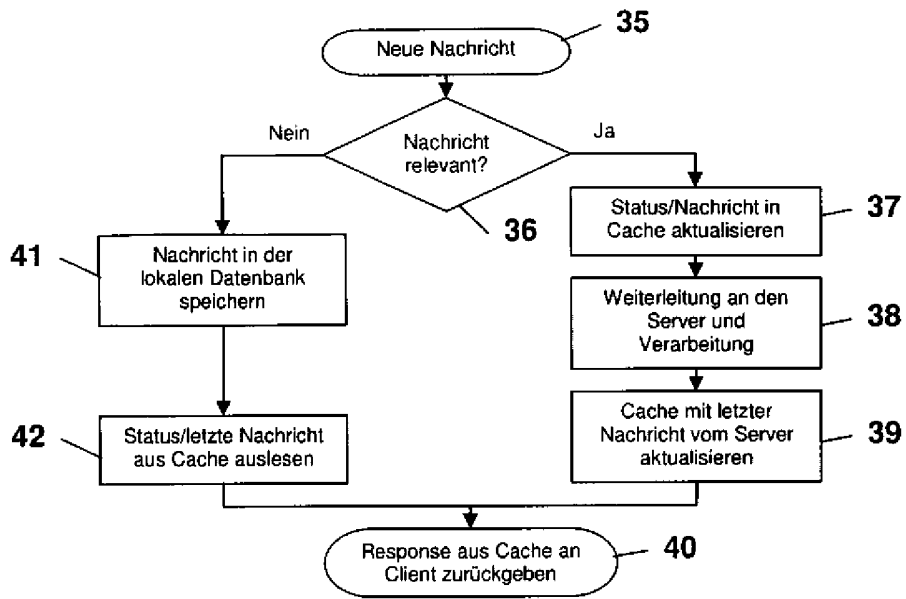 35
Neue Nachricht
Nein
Ja
Nachricht
relevant?
36
37
Status/Nachricht in
Cache aktualisieren
41
Nachricht in der
lokalen Datenbank
speichern
38
Weiterleitung an den
Server und
Verarbeitung
42
Status/letzte Nachricht
aus Cache auslesen
39
Cache mit letzter
Nachricht vom Server
aktualisieren
40
Response aus Cache an
Client zurückgeben